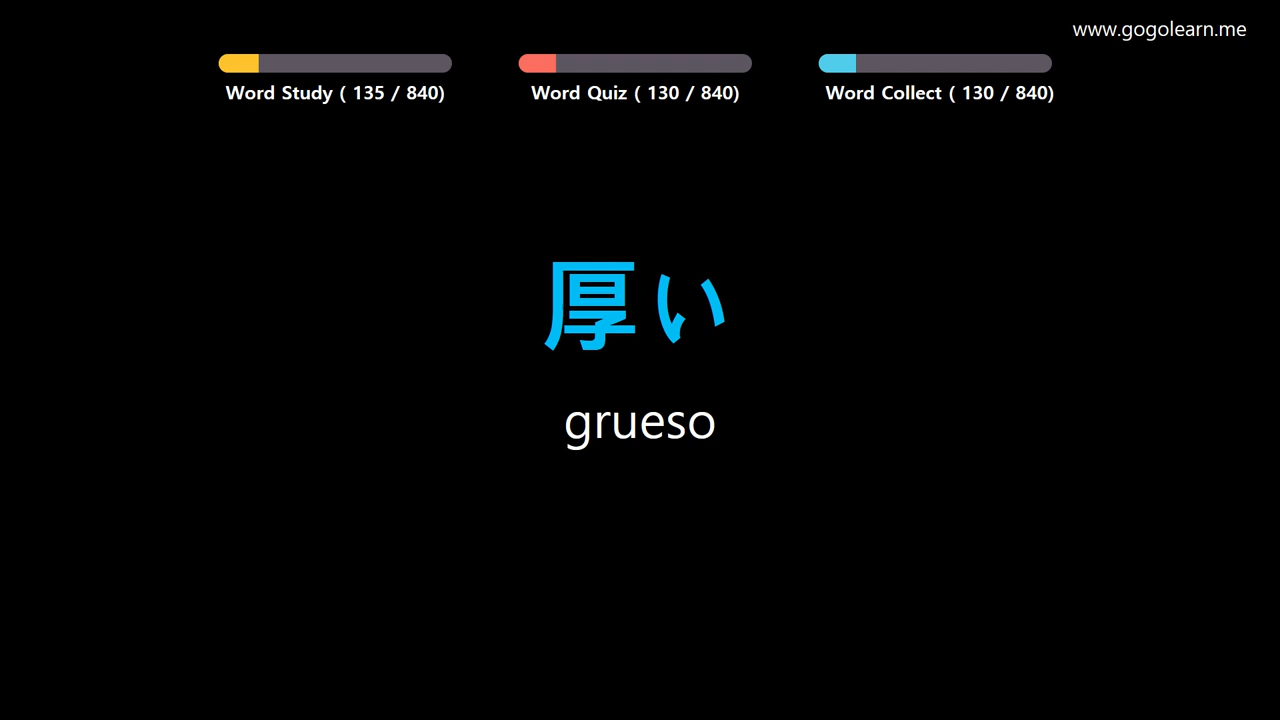 www.gogolearn.me
Word Study ( 135 / 840)
Word Quiz ( 130 / 840)
Word Collect ( 130 / 840)
厚い
grueso